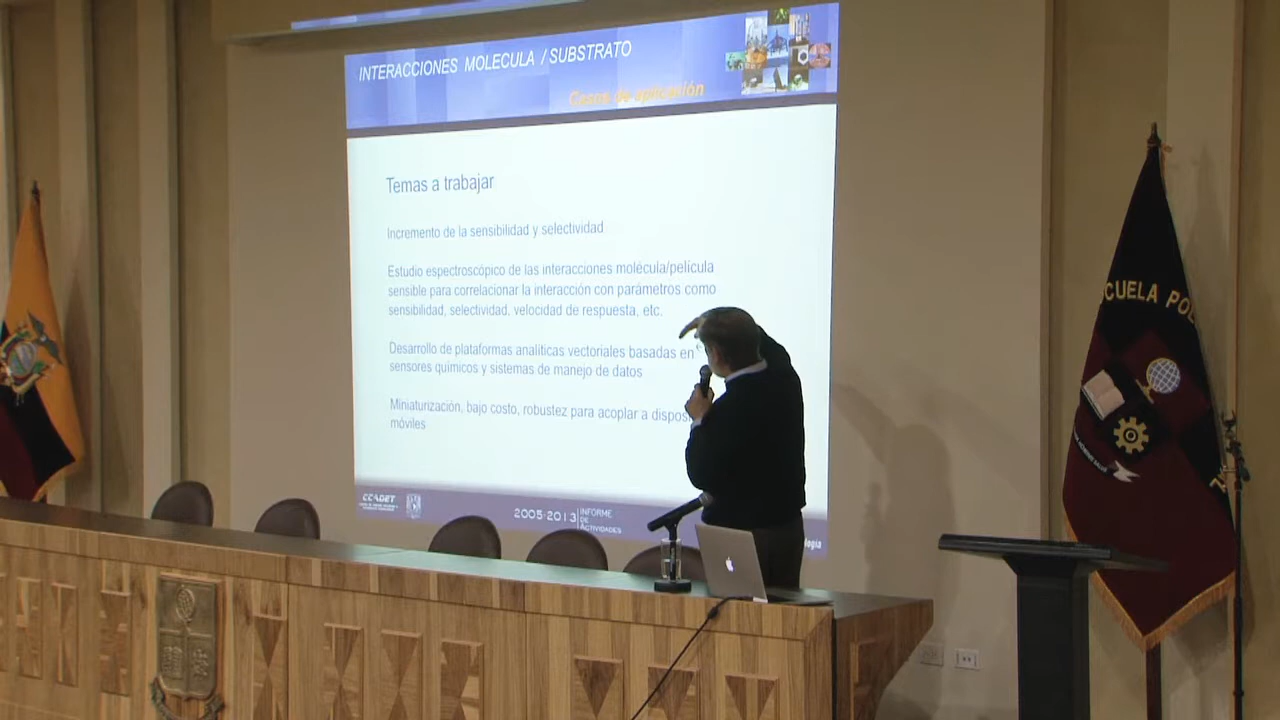 INTERACCIONES MOLECULA / SUBSTRATO
Casos de aplicación
Temas a trabajar
Incremento de la sensibilidad y selectividad
Estudio espectroscópico de las interacciones molécula/película
sensible para correlacionar la interacción con parámetros como
sensibilidad, selectividad, velocidad de respuesta, etc.
Desarrollo de plataformas analíticas vectoriales basadas en
sensores químicos y sistemas de manejo de datos
Miniaturización, bajo costo, robustez para acoplar a dispos
móviles
CCADET
2005-2013
INFORME
DE
ACTIVIDADES
ología
CUELA POL